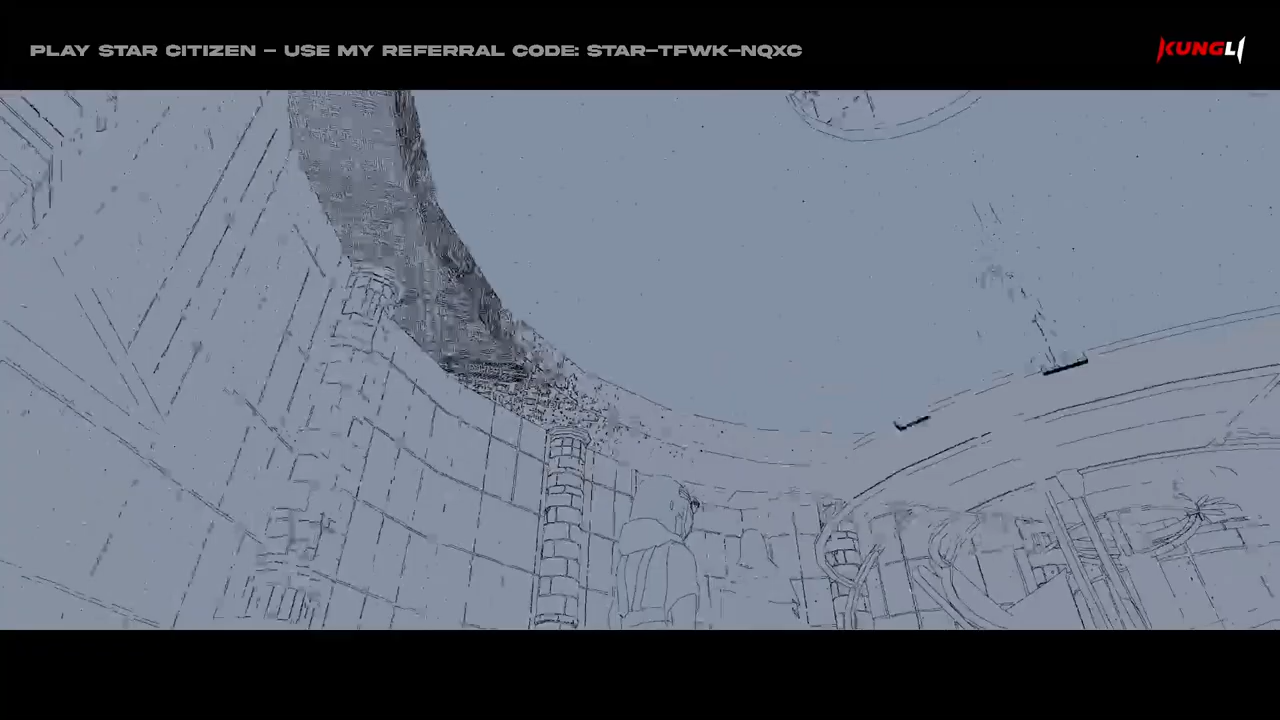 PLAY STAR CITIZEN – USE MY REFERRAL CODE: STAR–TFWK–NQXC
KUNGLI